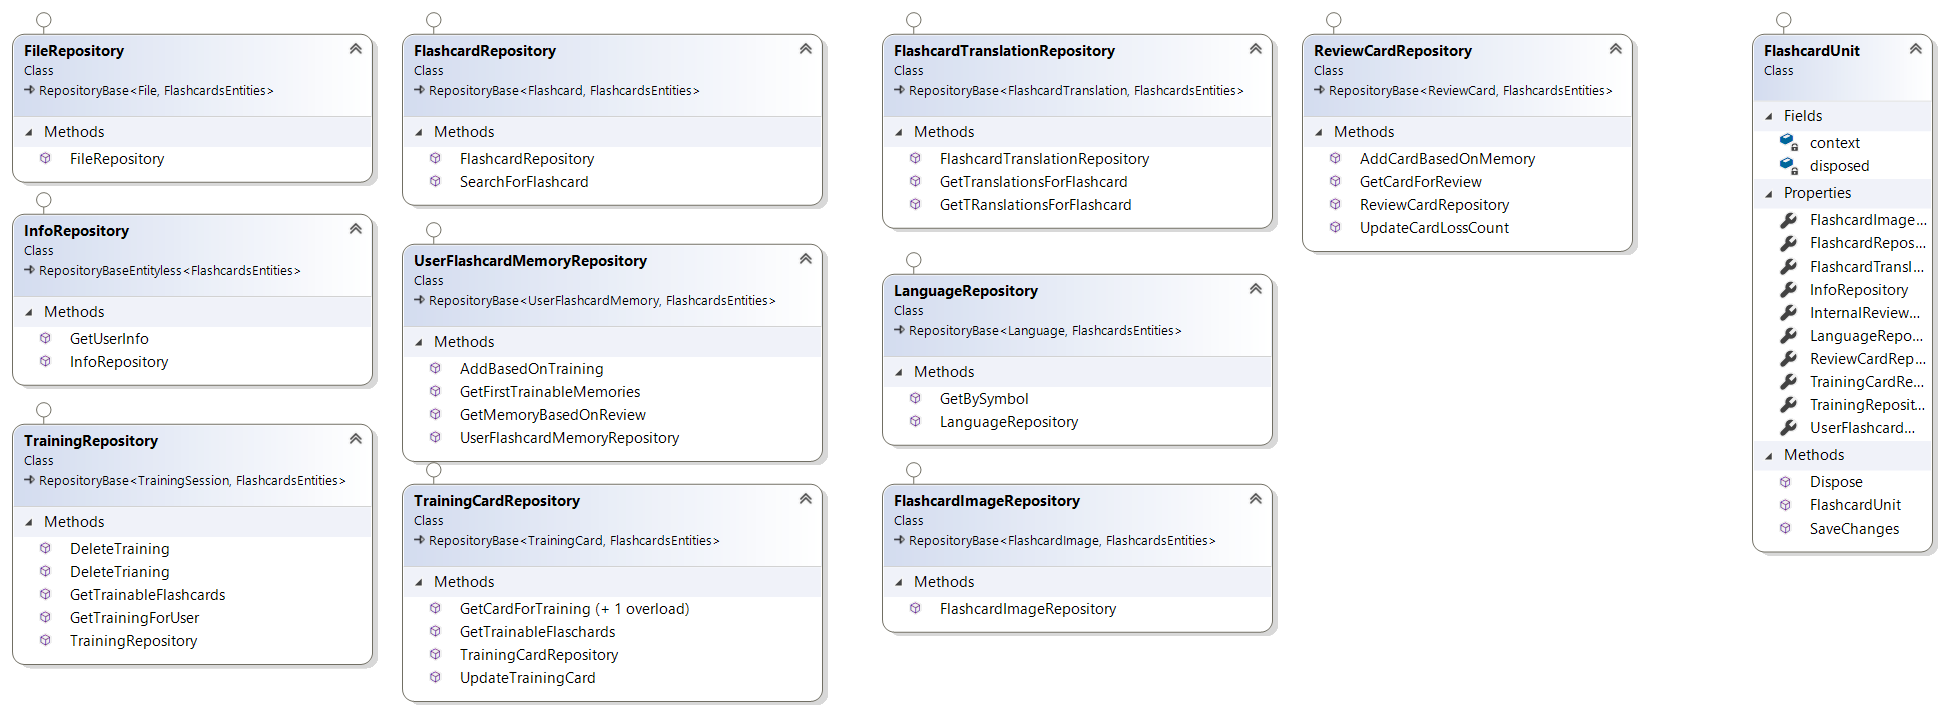 FileRepository
Class
RepositoryBase<File, FlashcardsEntities>
Methods
FileRepository
InfoRepository
Class
RepositoryBaseEntityless<FlashcardsEntities>
Methods
GetUserInfo
InfoRepository
TrainingRepository
Class
RepositoryBase<TrainingSession, FlashcardsEntities>
Methods
DeleteTraining
DeleteTrianing
GetTrainableFlashcards
GetTrainingForUser
TrainingRepository
FlashcardRepository
Class
RepositoryBase<Flashcard, FlashcardsEntities>
Methods
FlashcardRepository
SearchForFlashcard
UserFlashcardMemoryRepository
Class
RepositoryBase<UserFlashcardMemory, FlashcardsEntities>
Methods
AddBasedOnTraining
GetFirstTrainableMemories
GetMemoryBasedOnReview
UserFlashcardMemoryRepository
TrainingCardRepository
Class
RepositoryBase<TrainingCard, FlashcardsEntities>
Methods
GetCardForTraining (+ 1 overload)
GetTrainableFlaschards
TrainingCardRepository
UpdateTrainingCard
FlashcardTranslationRepository
Class
RepositoryBase<FlashcardTranslation, FlashcardsEntities>
Methods
FlashcardTranslationRepository
GetTranslationsForFlashcard
GetTRanslationsForFlashcard
LanguageRepository
Class
RepositoryBase<Language, FlashcardsEntities>
Methods
GetBySymbol
LanguageRepository
FlashcardImageRepository
Class
RepositoryBase<FlashcardImage, FlashcardsEntities>
Methods
FlashcardImageRepository
ReviewCardRepository
Class
RepositoryBase<ReviewCard, FlashcardsEntities>
Methods
AddCardBasedOnMemory
GetCardForReview
ReviewCardRepository
UpdateCardLossCount
FlashcardUnit
Class
Fields
context
disposed
Properties
FlashcardImage...
FlashcardRepos...
FlashcardTransl...
InfoRepository
InternalReview...
LanguageRepo...
ReviewCardRep...
TrainingCardRe...
TrainingReposit...
UserFlashcard...
Methods
Dispose
FlashcardUnit
SaveChanges